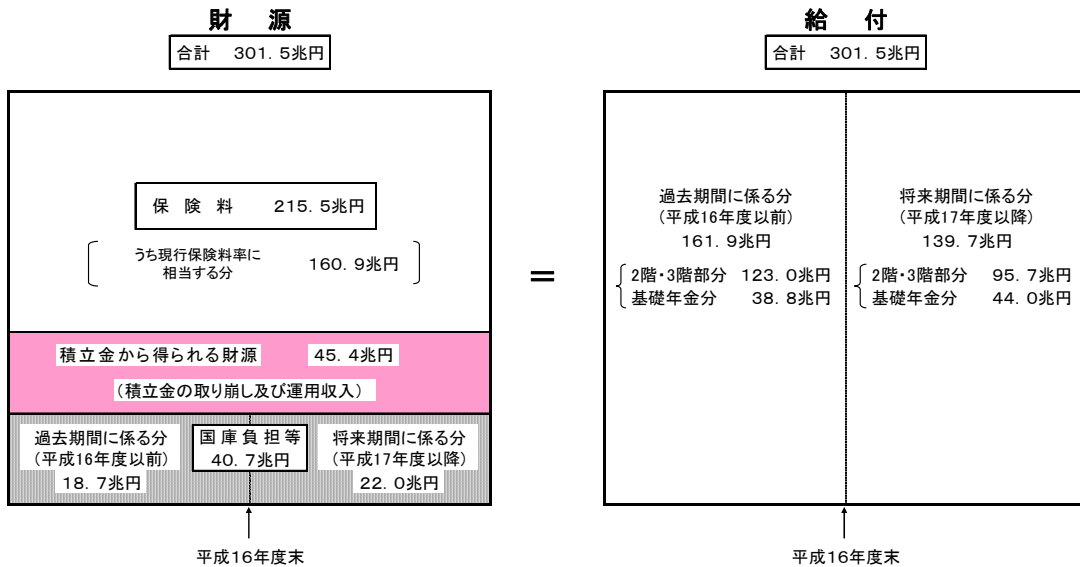 財　源
合計　301．5兆円
保　険　料　　215．5兆円
うち現行保険料率に
相当する分　　160．9兆円
積立金から得られる財源　　45．4兆円
（積立金の取り崩し及び運用収入）
過去期間に係る分
（平成16年度以前）
18．7兆円
国庫負担等
40．7兆円
将来期間に係る分
（平成17年度以降）
22．0兆円
平成16年度末
＝
給　付
合計　301．5兆円
過去期間に係る分
（平成16年度以前）
161．9兆円
2階・3階部分　123．0兆円
基礎年金分　38．8兆円
将来期間に係る分
（平成17年度以降）
139．7兆円
2階・3階部分　95．7兆円
基礎年金分　44．0兆円
平成16年度末